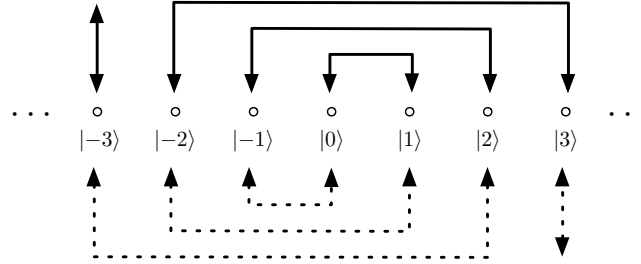 . . . |−3⟩ |−2⟩ |−1⟩ |0⟩ |1⟩ |2⟩ |3⟩ . .